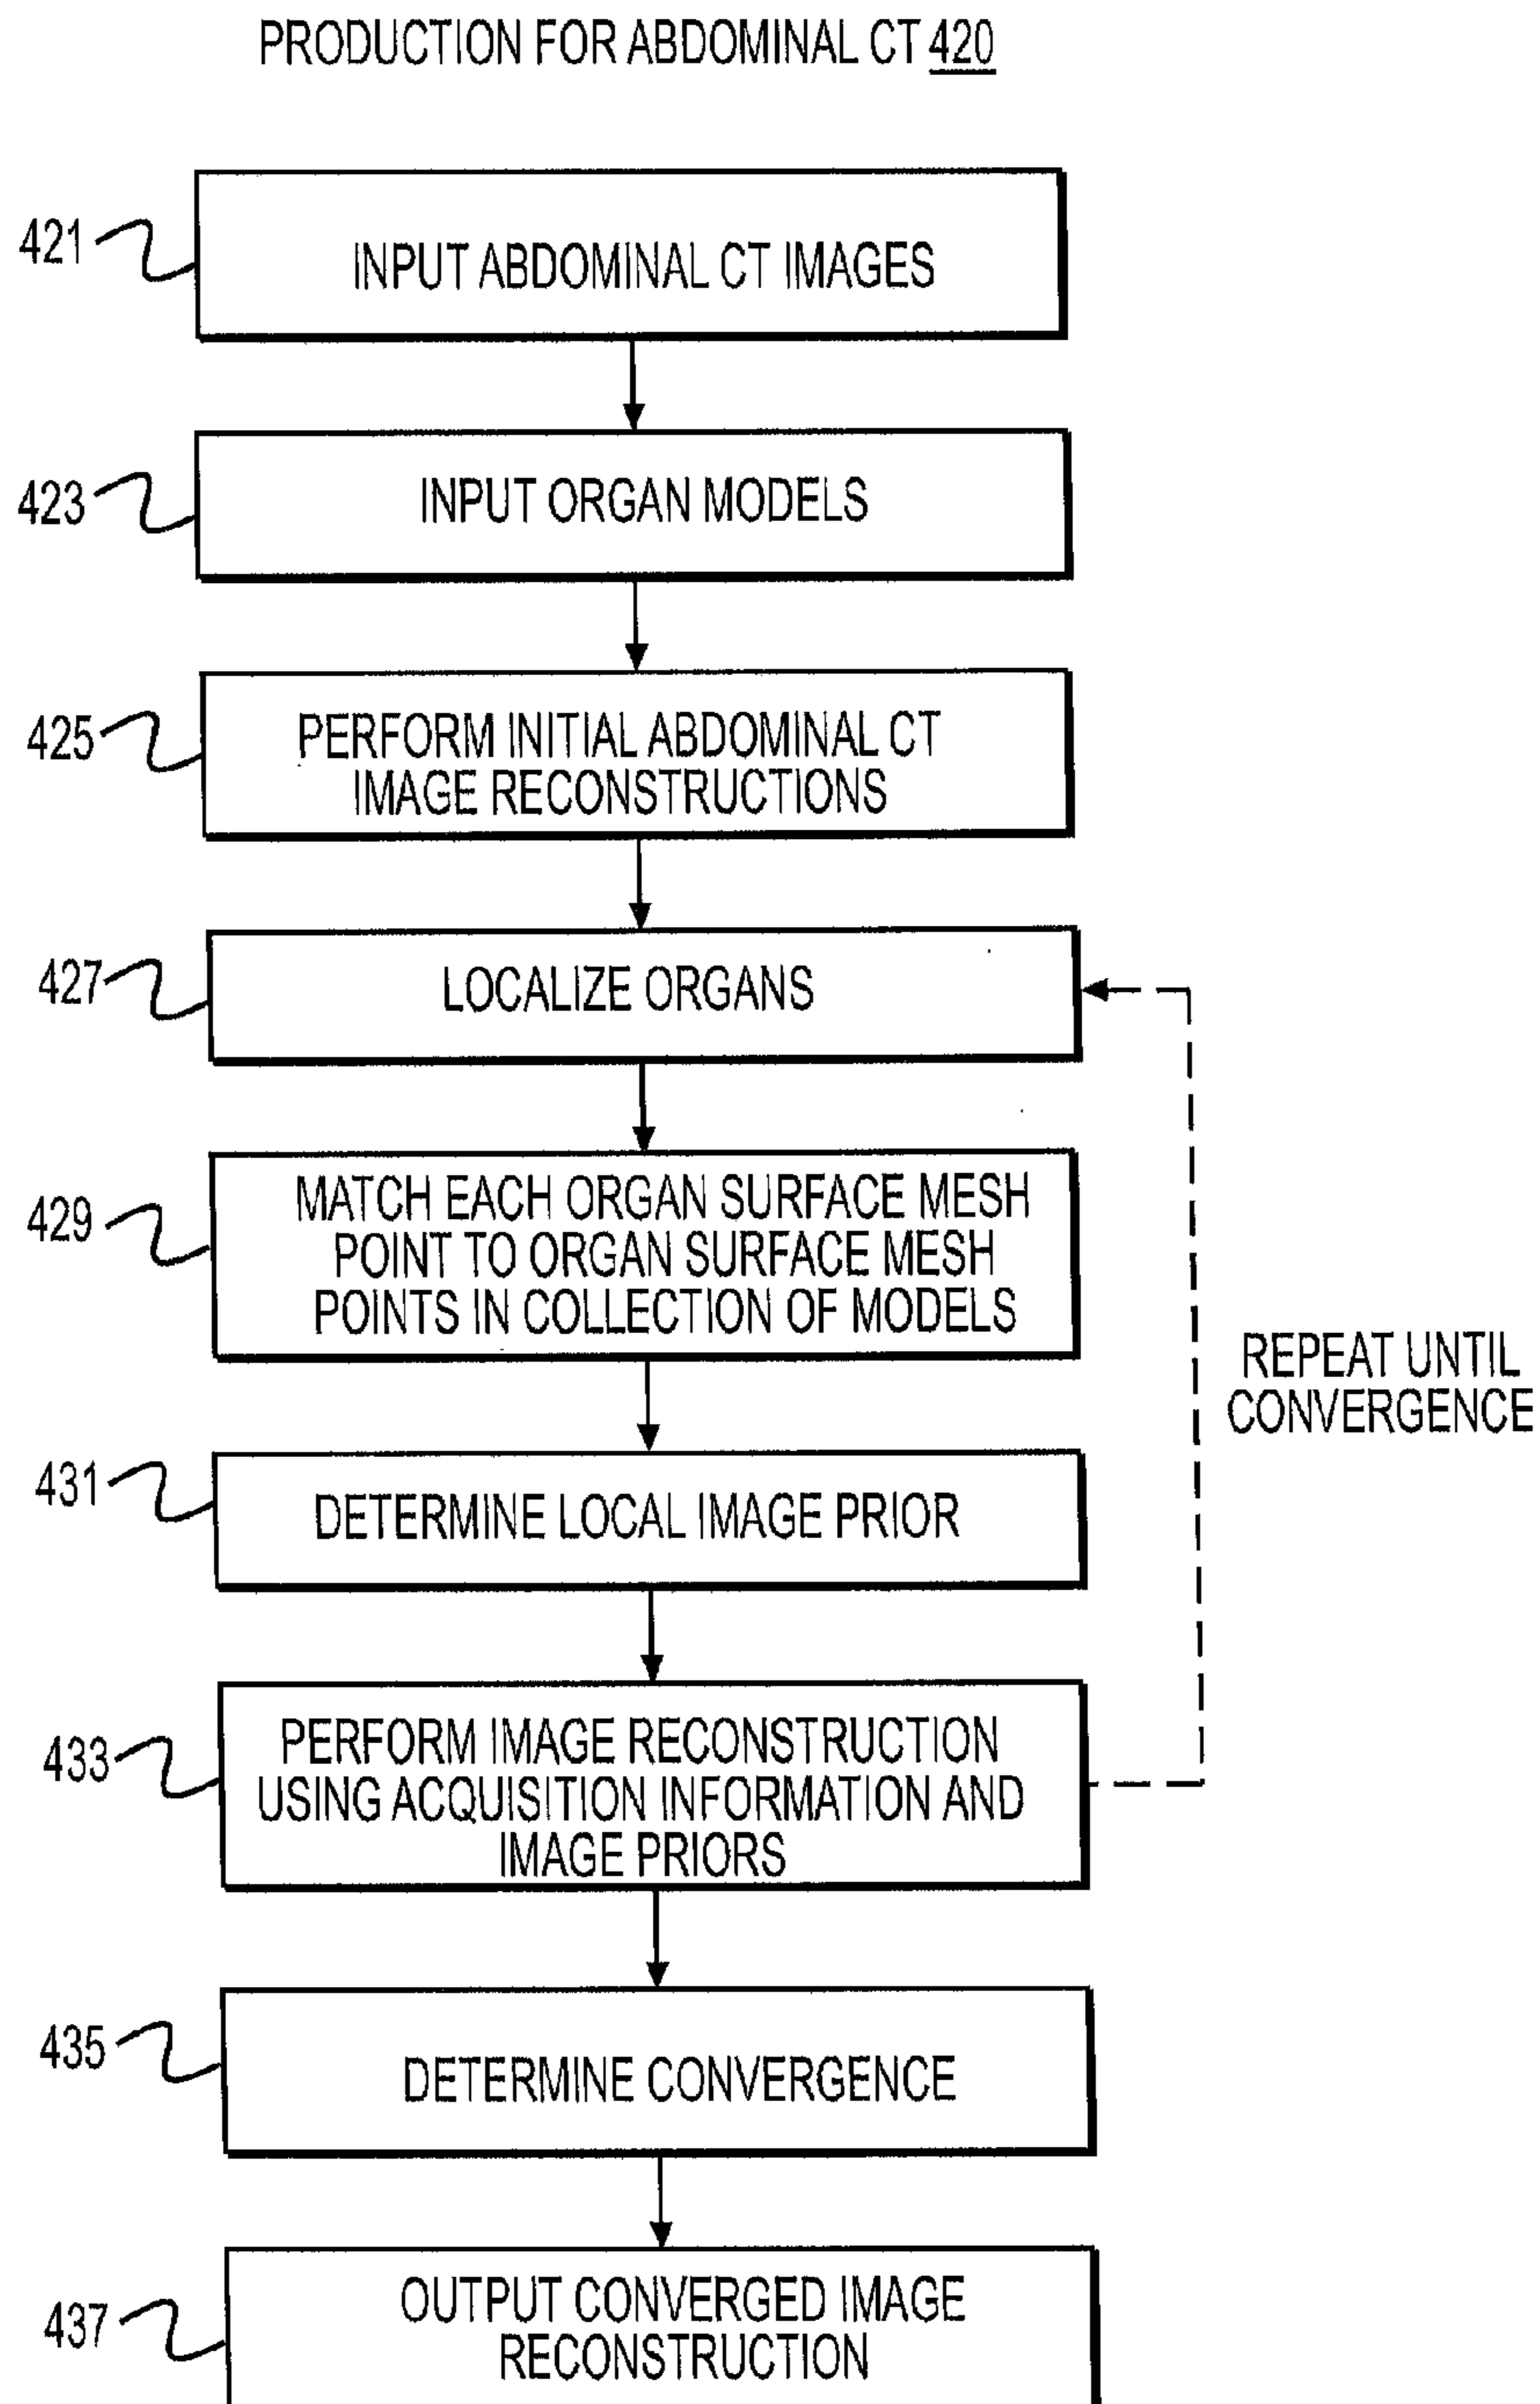 PRODUCTION FOR ABDOMINAL CT 420
421
INPUT ABDOMINAL CT IMAGES
423
INPUT ORGAN MODELS
425
PERFORM INITIAL ABDOMINAL CT
IMAGE RECONSTRUCTIONS
427
LOCALIZE ORGANS
429
MATCH EACH ORGAN SURFACE MESH
POINT TO ORGAN SURFACE MESH
POINTS IN COLLECTION OF MODELS
REPEAT UNTIL
CONVERGENCE
431
DETERMINE LOCAL IMAGE PRIOR
433
PERFORM IMAGE RECONSTRUCTION
USING ACQUISITION INFORMATION AND
IMAGE PRIORS
435
DETERMINE CONVERGENCE
437
OUTPUT CONVERGED IMAGE
RECONSTRUCTION